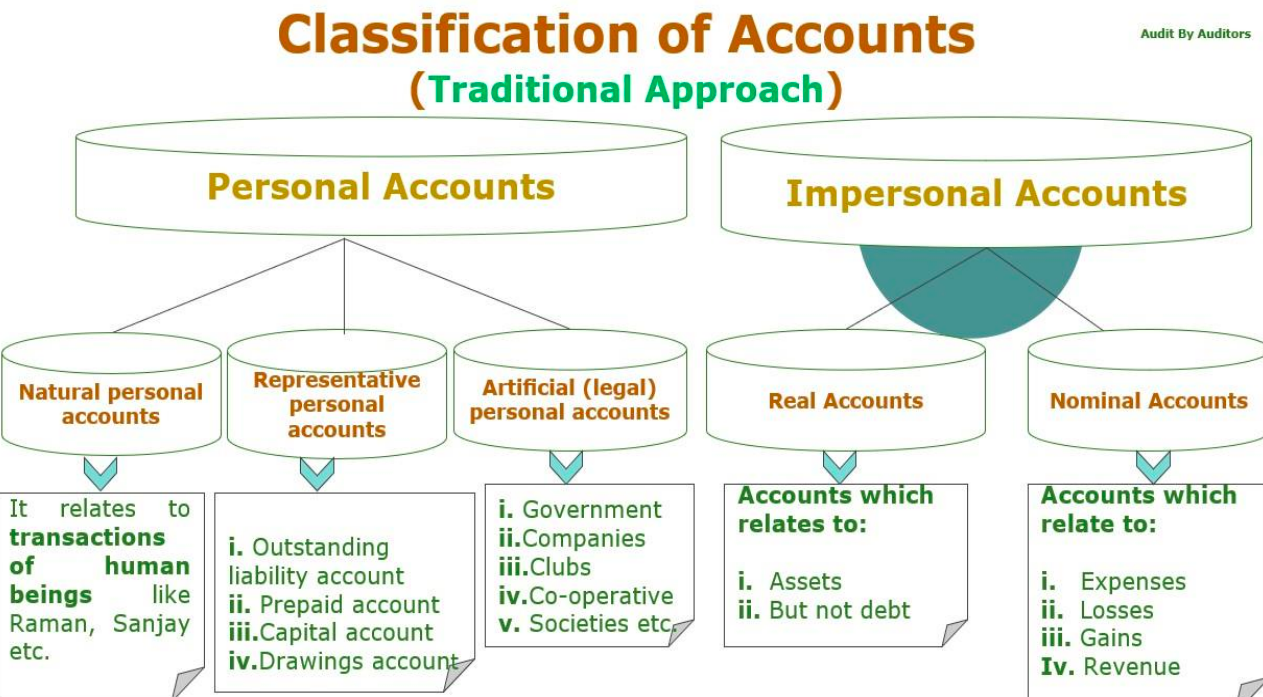 Classification of Accounts
Audit By Auditors
(Traditional Approach)
Personal Accounts
Impersonal Accounts
Natural personal
accounts
Representative
personal
accounts
Artificial (legal)
personal accounts
Real Accounts
Nominal Accounts
It relates to
transactions
of human
beings like
Raman, Sanjay
etc.
i. Outstanding
liability account
ii. Prepaid account
iii.Capital account
iv.Drawings account
i. Government
ii.Companies
iii.Clubs
iv.Co-operative
v. Societies etc.
Accounts which
relates to:
i. Assets
ii. But not debt
Accounts which
relate to:
i. Expenses
ii. Losses
iii. Gains
Iv. Revenue